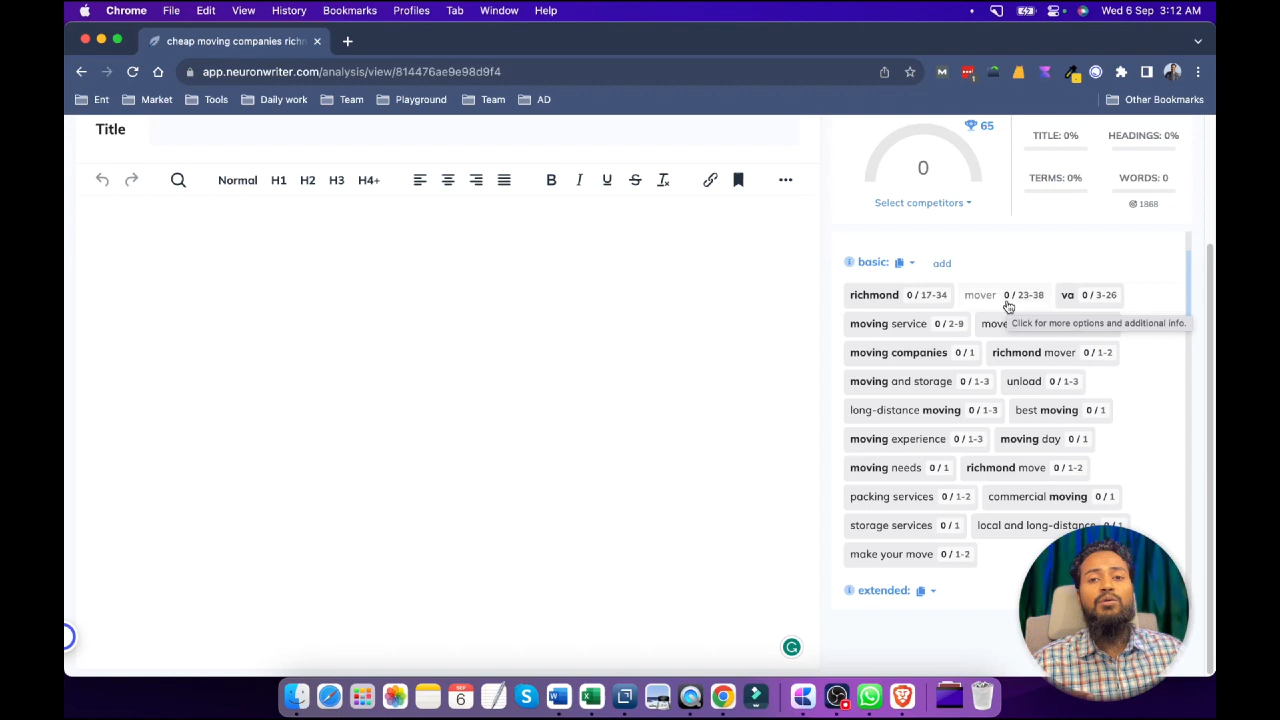 Chrome File Edit View History Bookmarks Profiles Tab Window Help Wed 6 Sep 3:12 AM
cheap moving companies richm
app.neuronwriter.com/analysis/view/814476ae9e98d9f4
Ent Market Tools Daily work Team Playground Team AD Other Bookmarks
Title
65
0
TITLE: 0% HEADINGS: 0%
TERMS: 0% WORDS: 0
Select competitors
1868
Normal H1 H2 H3 H4+ B I U S
basic: add
richmond 0 / 17-34 mover 0 / 23-38 va 0 / 3-26
moving service 0 / 2-9 move
Click for more options and additional info.
moving companies 0 / 1 richmond mover 0 / 1-2
moving and storage 0 / 1-3 unload 0 / 1-3
long-distance moving 0 / 1-3 best moving 0 / 1
moving experience 0 / 1-3 moving day 0 / 1
moving needs 0 / 1 richmond move 0 / 1-2
packing services 0 / 1-2 commercial moving 0 / 1
storage services 0 / 1 local and long-distance 0 / 1
make your move 0 / 1-2
extended: